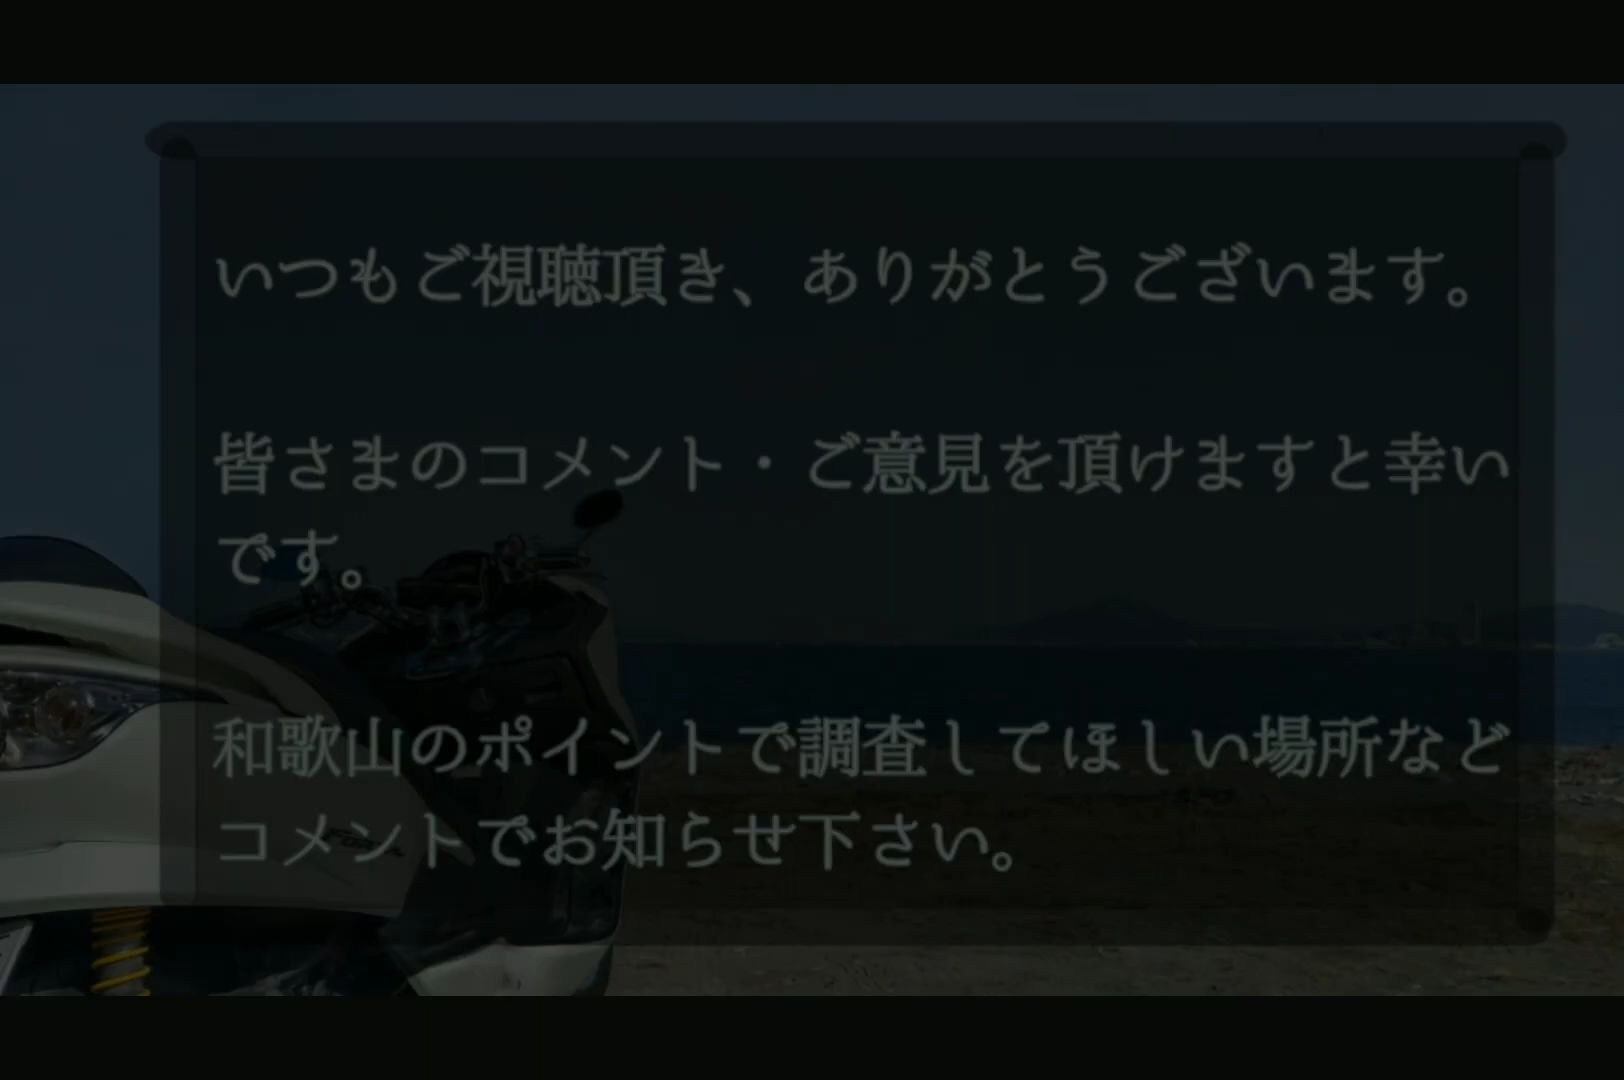 いつもご視聴頂き、ありがとうございます。
皆さまのコメント・ご意見を頂けますと幸い
です。
和歌山のポイントで調査してほしい場所など
コメントでお知らせ下さい。